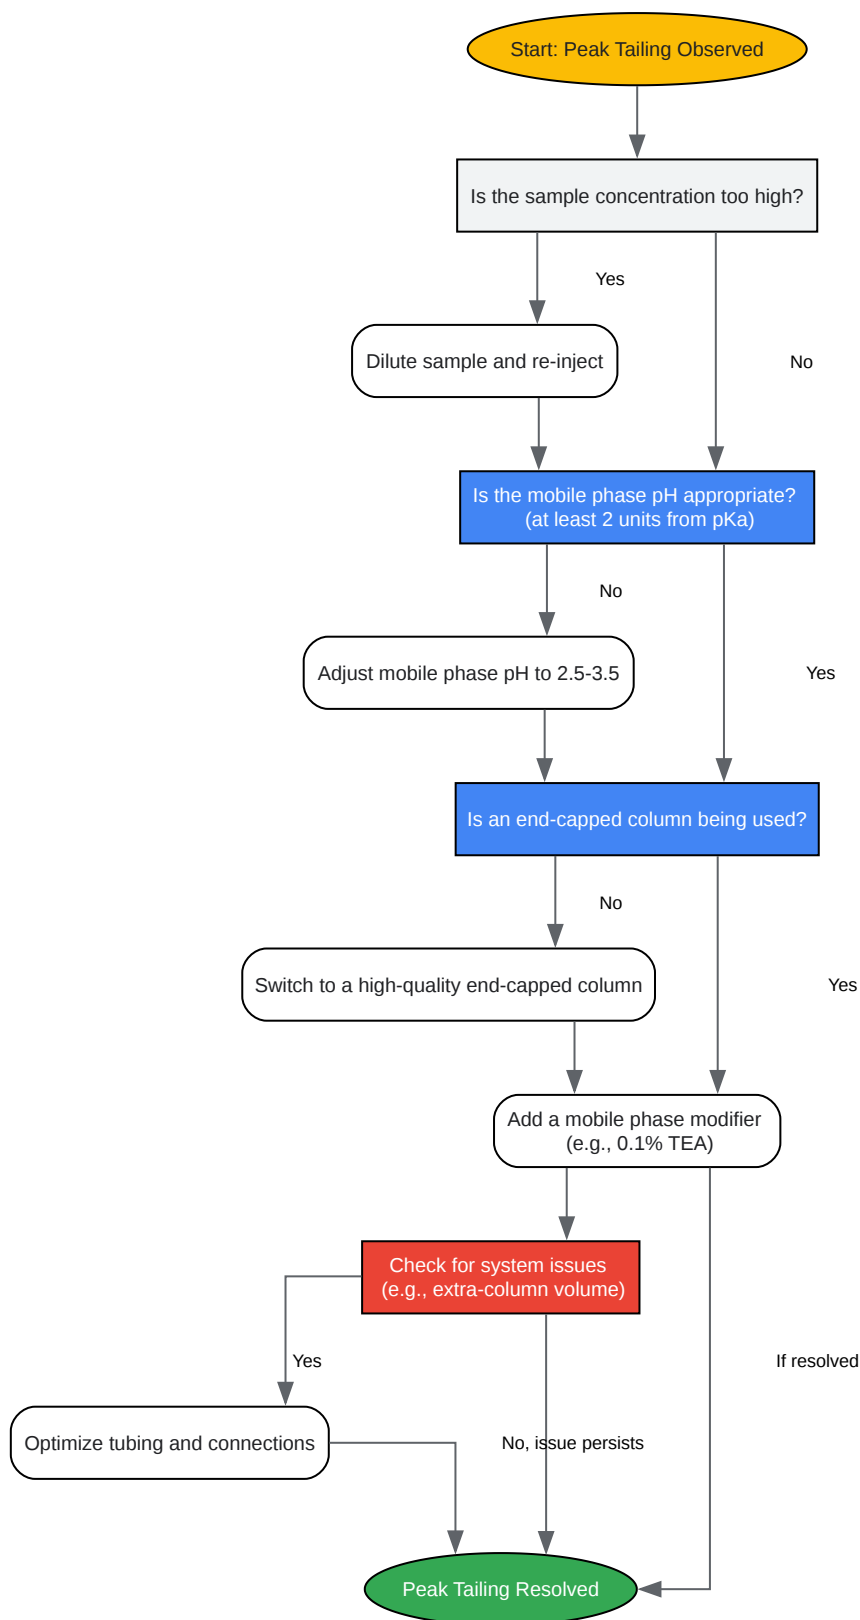 Start: Peak Tailing Observed
Is the sample concentration too high?
Yes
Dilute sample and re-inject
No
Is the mobile phase pH appropriate?
(at least 2 units from pKa)
No
Adjust mobile phase pH to 2.5-3.5
Yes
Is an end-capped column being used?
No
Switch to a high-quality end-capped column
Yes
Add a mobile phase modifier
(e.g., 0.1% TEA)
Check for system issues
(e.g., extra-column volume)
Yes
If resolved
Optimize tubing and connections
No, issue persists
Peak Tailing Resolved